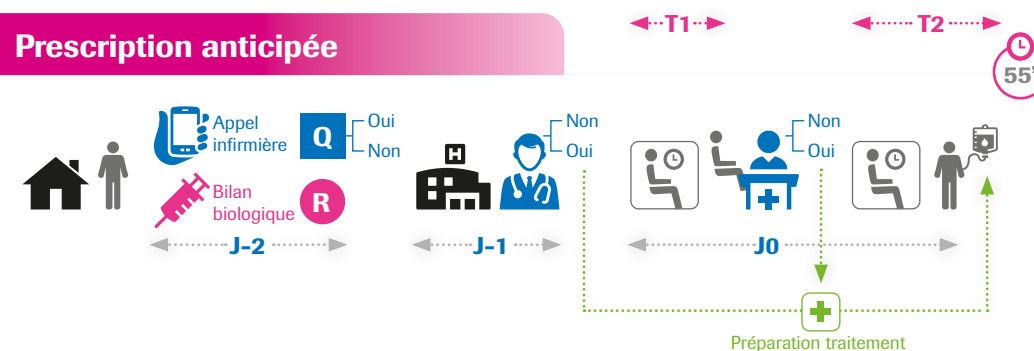 T1
T2
Prescription anticipée
55'
Appel
infirmière
Q
Oui
Non
H
Non
Oui
Non
Oui
Bilan
biologique
R
J-2
J-1
J0
Préparation traitement